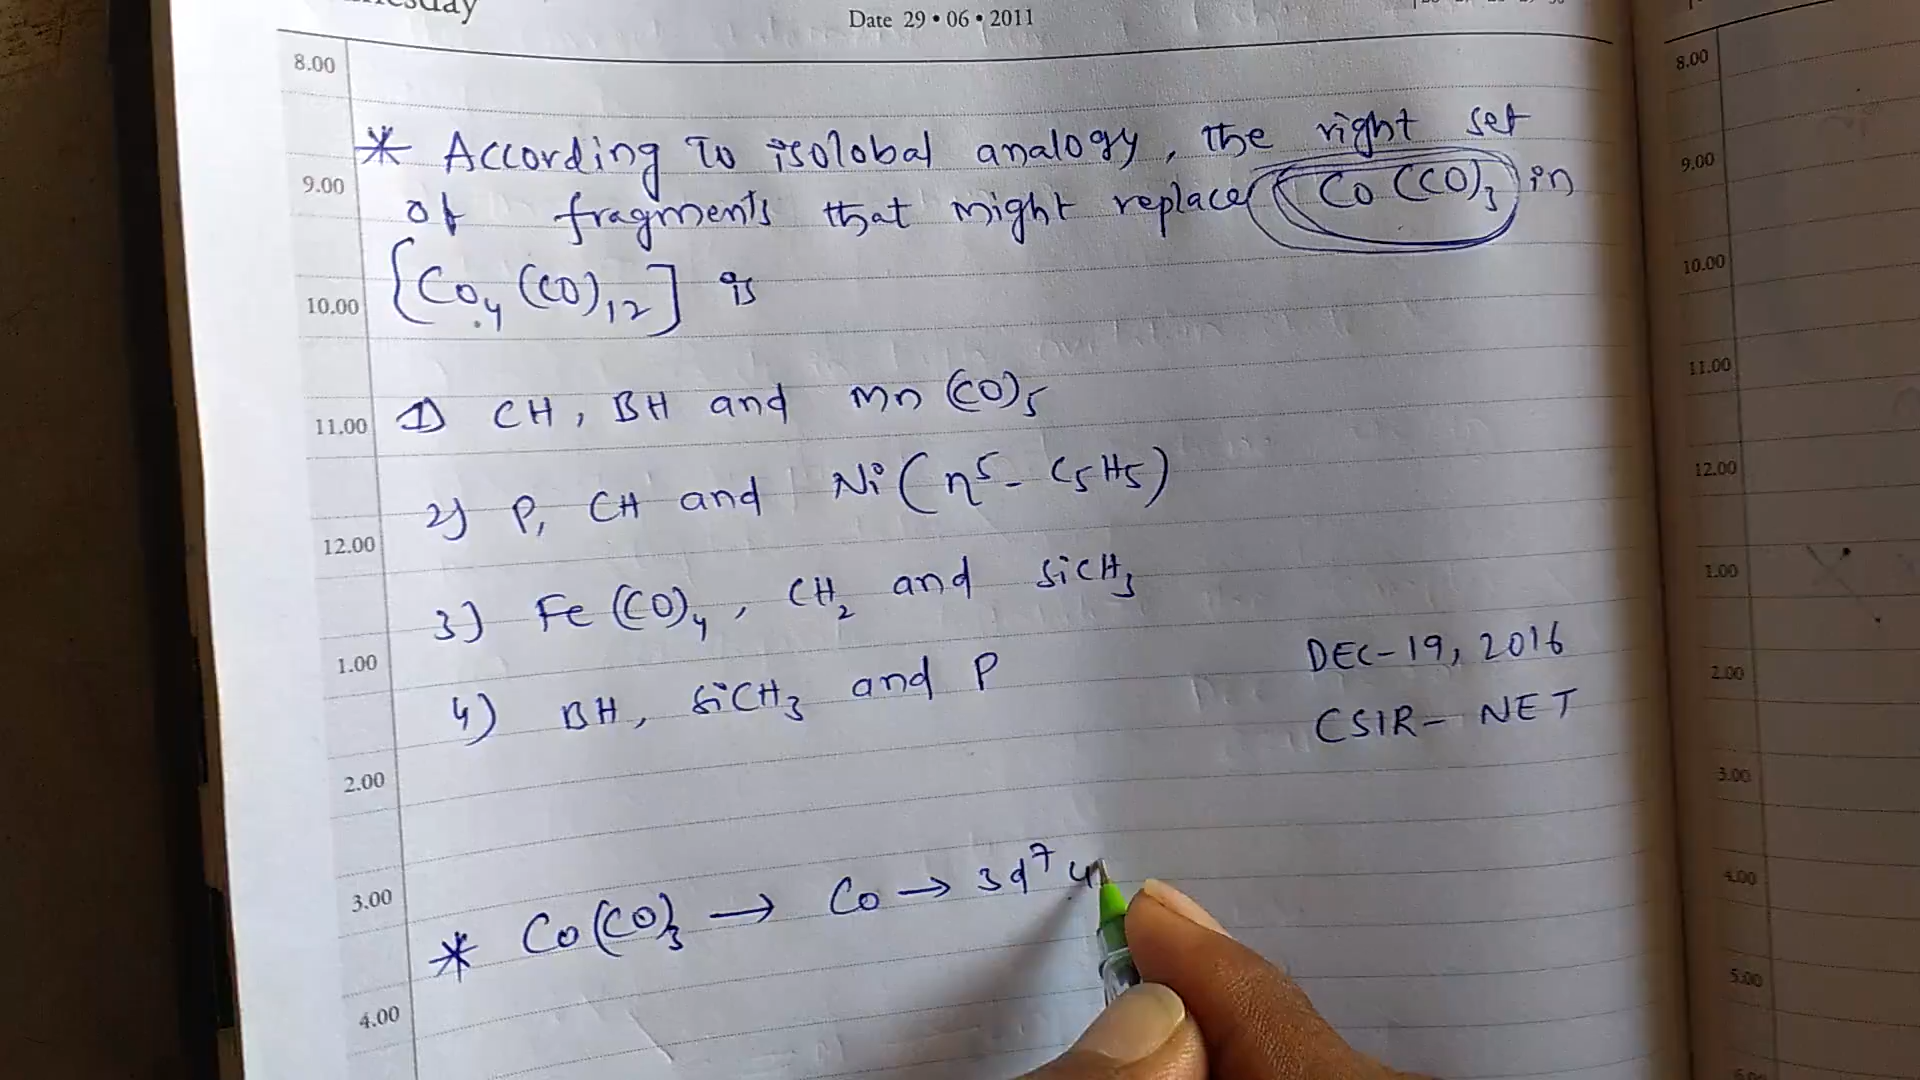 Date 29 • 06 • 2011
8.00
* According to isolobal analogy, the right set
9.00
of fragments that might replace Co(CO)₃ in
10.00
[Co₄(CO)₁₂] is
11.00
1) CH, BH and Mn(CO)₅
2) P, CH and Ni(η⁵-C₅H₅)
12.00
3) Fe(CO)₄, CH₂ and SiCH₃
1.00
4) BH, SiCH₃ and P
DEC-19, 2016
CSIR-NET
2.00
3.00
* Co(CO)₃ → Co → 3d⁷ 4
4.00
8.00
9.00
10.00
11.00
12.00
1.00
2.00
3.00
4.00
5.00